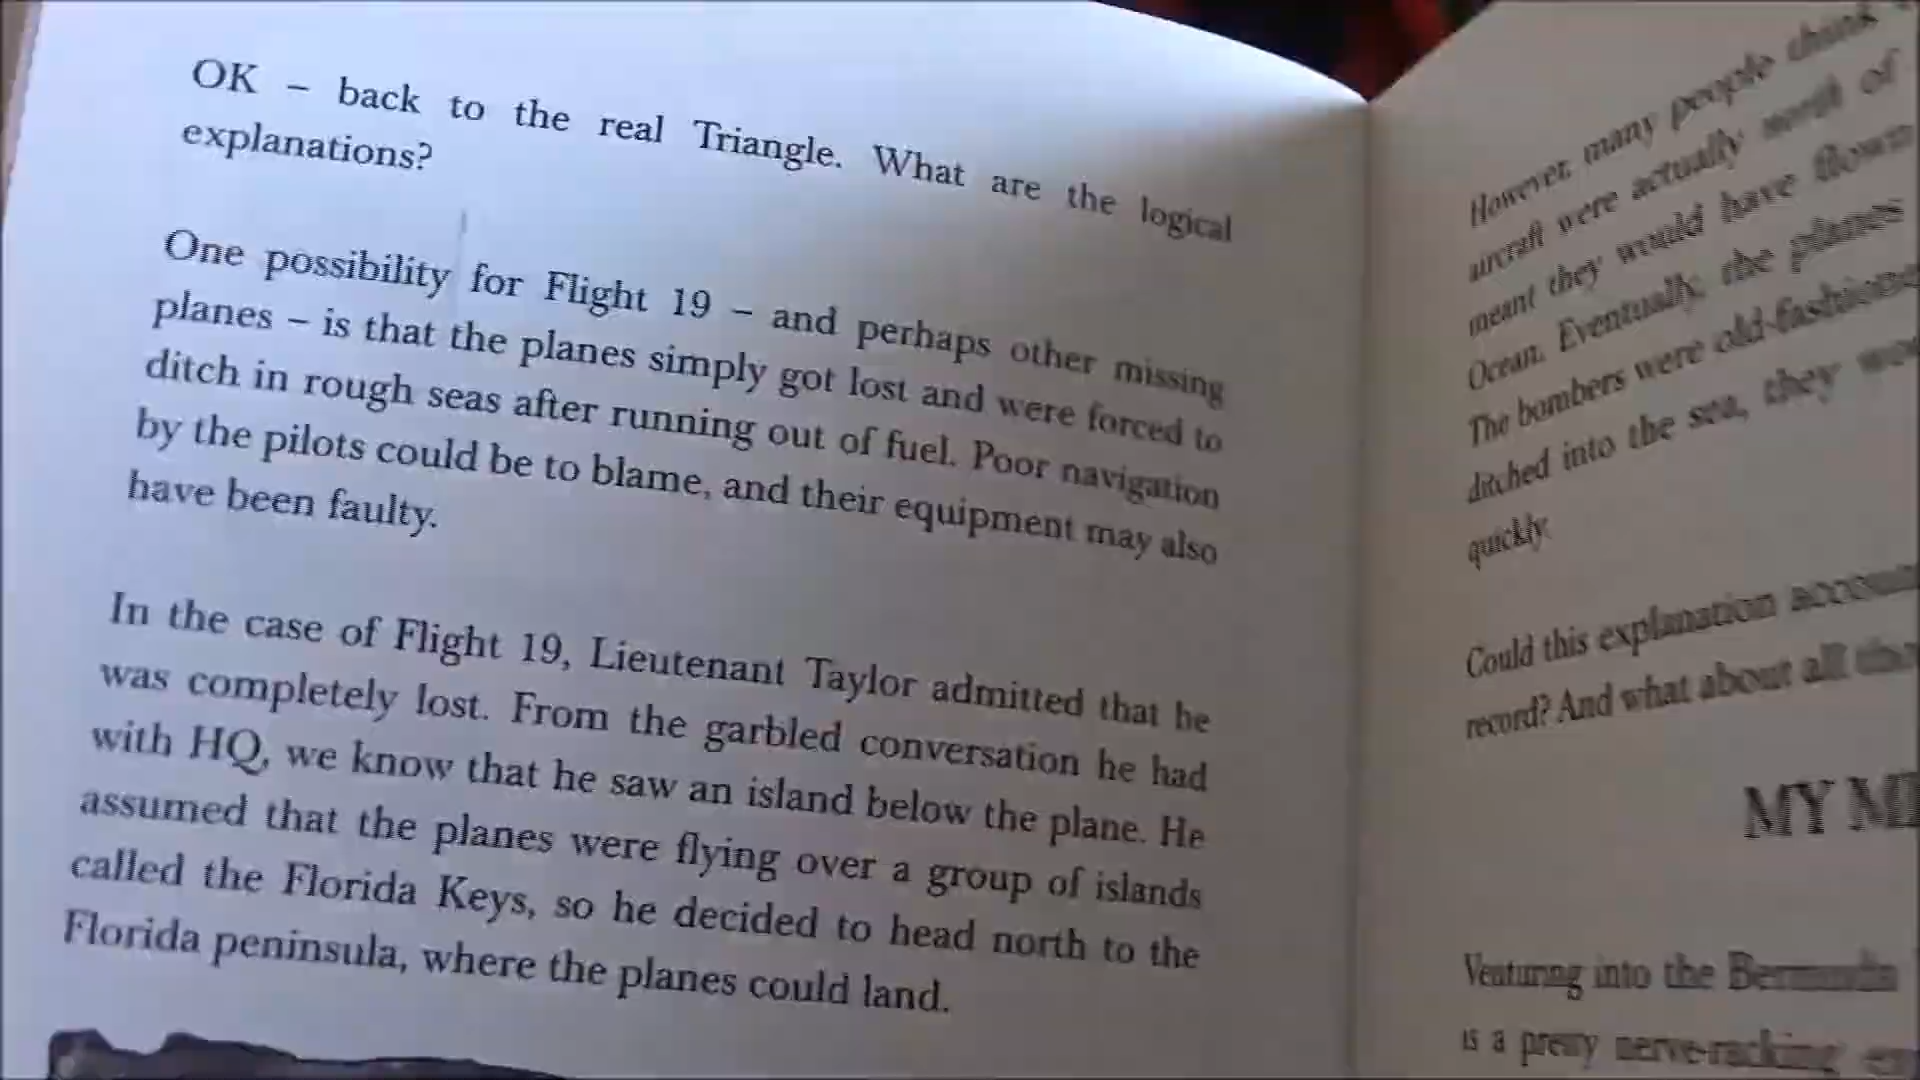 OK – back to the real Triangle. What are the logical
explanations?
One possibility for Flight 19 – and perhaps other missing
planes – is that the planes simply got lost and were forced to
ditch in rough seas after running out of fuel. Poor navigation
by the pilots could be to blame, and their equipment may also
have been faulty.
In the case of Flight 19, Lieutenant Taylor admitted that he
was completely lost. From the garbled conversation he had
with HQ, we know that he saw an island below the plane. He
assumed that the planes were flying over a group of islands
called the Florida Keys, so he decided to head north to the
Florida peninsula, where the planes could land.
However, many people think
aircraft were actually north of
meant they would have flown
Ocean. Eventually, the planes
The bombers were old-fashioned
ditched into the sea, they
quickly.
Could this explanation
record? And what about all
MY
Venturing into the Bermuda
is a pretty nerve-racking